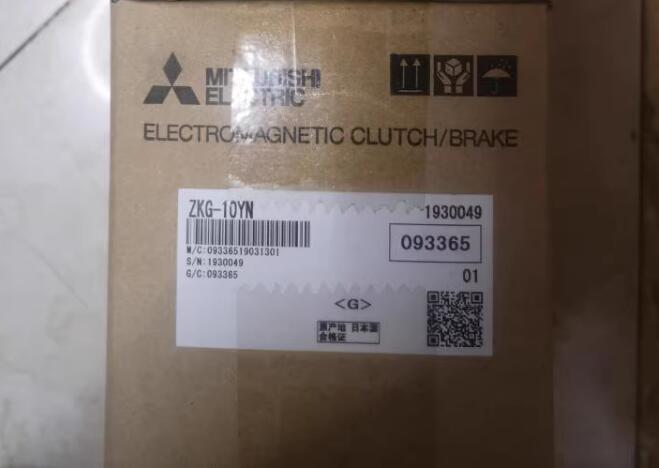 MITSUBISHI
ELECTRIC
ELECTROMAGNETIC CLUTCH/BRAKE
ZKG-10YN
1930049
M/C:09336519031301
093365
S/N:1930049
G/C:093365
01
<G>
原产地 日本国
合格证